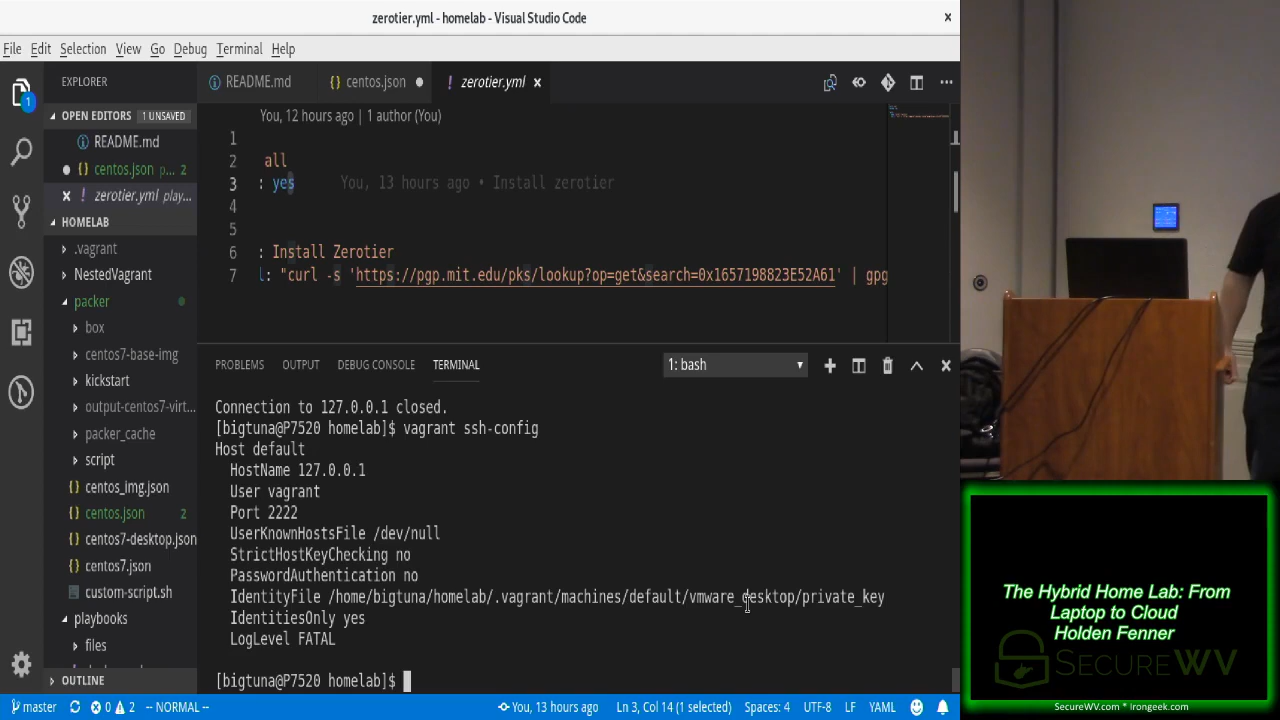 zerotier.yml - homelab - Visual Studio Code
File Edit Selection View Go Debug Terminal Help
EXPLORER
README.md
centos.json
zerotier.yml
OPEN EDITORS 1 UNSAVED
README.md
centos.json p... 2
zerotier.yml play...
HOMELAB
.vagrant
NestedVagrant
packer
box
centos7-base-img
kickstart
output-centos7-virt...
packer_cache
script
centos_img.json
centos.json 2
centos7-desktop.json
centos7.json
custom-script.sh
playbooks
files
OUTLINE
1
You, 12 hours ago | 1 author (You)
1
2 all
3 : yes You, 13 hours ago • Install zerotier
4
5
6 : Install Zerotier
7 l: "curl -s 'https://pgp.mit.edu/pks/lookup?op=get&search=0x1657198823E52A61' | gpg
PROBLEMS OUTPUT DEBUG CONSOLE TERMINAL
1: bash
Connection to 127.0.0.1 closed.
[bigtuna@P7520 homelab]$ vagrant ssh-config
Host default
HostName 127.0.0.1
User vagrant
Port 2222
UserKnownHostsFile /dev/null
StrictHostKeyChecking no
PasswordAuthentication no
IdentityFile /home/bigtuna/homelab/.vagrant/machines/default/vmware_desktop/private_key
IdentitiesOnly yes
LogLevel FATAL
[bigtuna@P7520 homelab]$
master 0 2 -- NORMAL -- You, 13 hours ago Ln 3, Col 14 (1 selected) Spaces: 4 UTF-8 LF YAML
The Hybrid Home Lab: From
Laptop to Cloud
Holden Fenner
SECUREWV
SecureWV.com * Irongeek.com